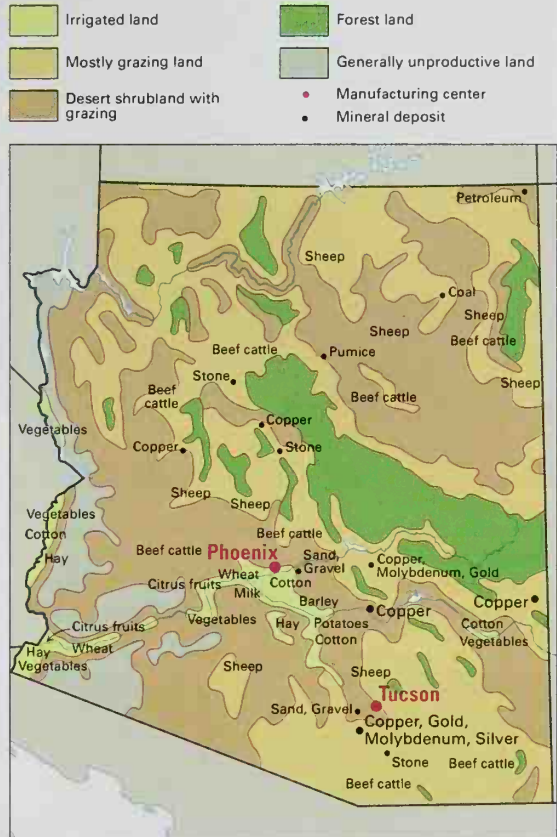 Irrigated land
Forest land
Mostly grazing land
Generally unproductive land
Desert shrubland with
grazing
Manufacturing center
Mineral deposit
Petroleum
Sheep
Coal
Sheep
Sheep
Beef cattle
Beef cattle
Pumice
Stone
Sheep
Beef
cattle
Beef cattle
Copper
Vegetables
Copper
Stone
Sheep
Sheep
Vegetables
Cotton
Hay
Beef cattle
Beef cattle
Phoenix
Sand,
Gravel
Copper,
Molybdenum, Gold
Wheat
Citrus fruits
Cotton
Milk
Barley
Copper
Copper
Vegetables
Hay
Potatoes
Cotton
Cotton
Vegetables
Citrus fruits
Wheat
Hay
Vegetables
Sheep
Sheep
Tucson
Sand, Gravel
Copper, Gold,
Molybdenum, Silver
Stone
Beef cattle
Beef cattle